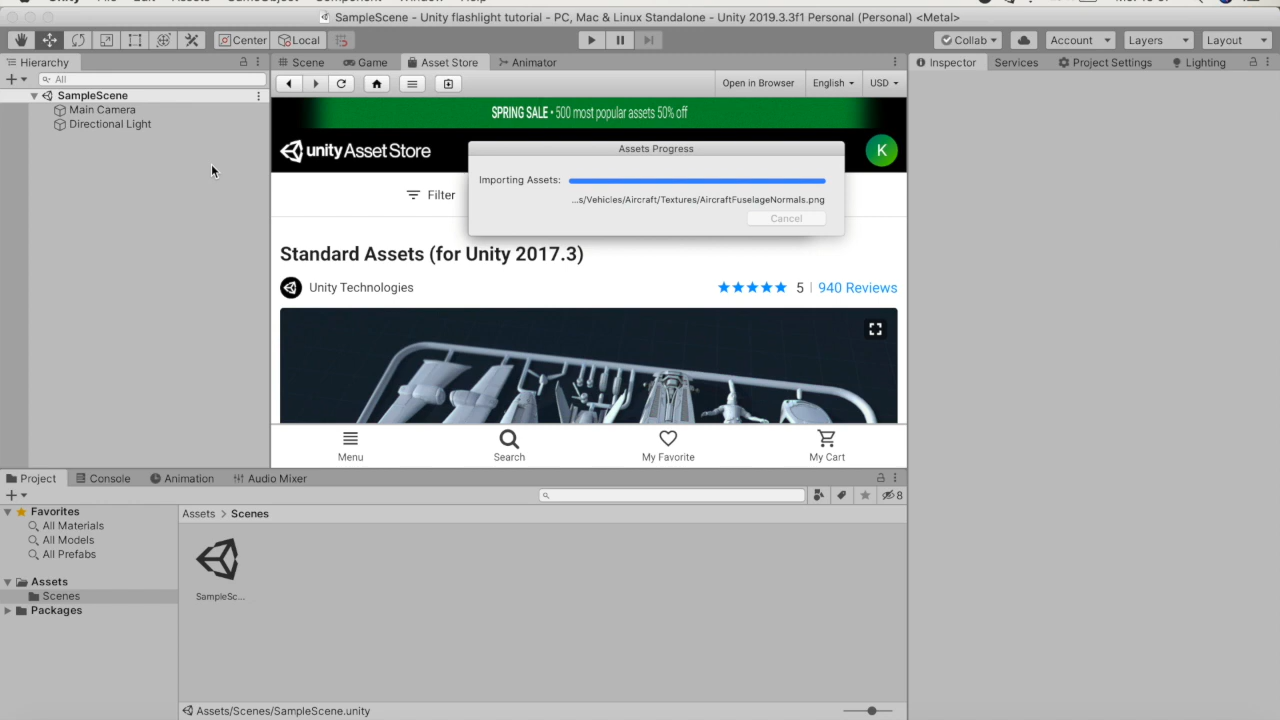 SampleScene - Unity flashlight tutorial - PC, Mac & Linux Standalone - Unity 2019.3.3f1 Personal (Personal) <Metal>
Center Local Collab Account Layers Layout
Hierarchy Scene Game Asset Store Animator Inspector Services Project Settings Lighting
All
Open in Browser English USD
SampleScene
Main Camera
Directional Light
SPRING SALE • 500 most popular assets 50% off
unity Asset Store
K
Assets Progress
Importing Assets:
...s/Vehicles/Aircraft/Textures/AircraftFuselageNormals.png
Cancel
Filter
Standard Assets (for Unity 2017.3)
Unity Technologies
5 | 940 Reviews
Menu Search My Favorite My Cart
Project Console Animation Audio Mixer
8
Favorites
All Materials
All Models
All Prefabs
Assets
Scenes
Packages
Assets > Scenes
SampleSc...
Assets/Scenes/SampleScene.unity